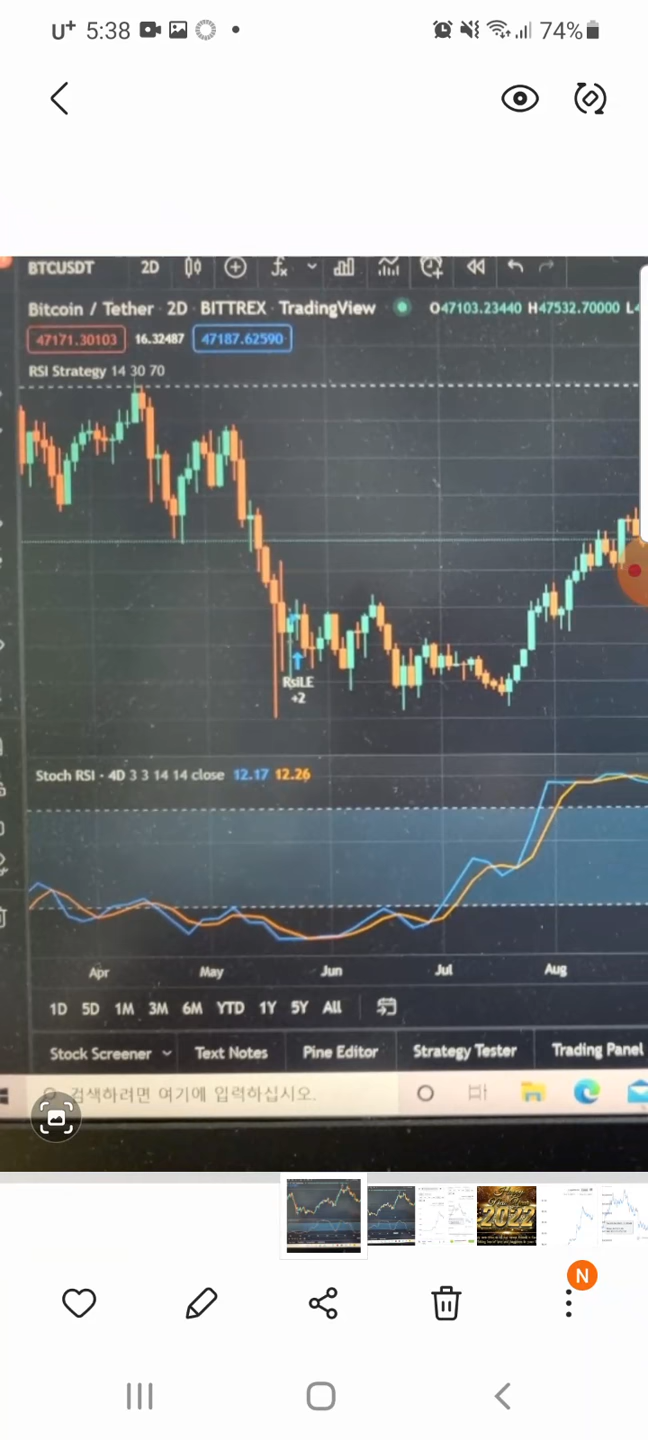 U+ 5:38 74%
BTCUSDT 2D
Bitcoin / Tether · 2D · BITTREX · TradingView O47103.23440 H47532.70000 L4
47171.30103 16.32487 47187.62590
RSI Strategy 14 30 70
RsiLE
+2
Stoch RSI · 4D 3 3 14 14 close 12.17 12.26
Apr May Jun Jul Aug
1D 5D 1M 3M 6M YTD 1Y 5Y All
Stock Screener Text Notes Pine Editor Strategy Tester Trading Panel
검색하려면 여기에 입력하십시오.
2022
N